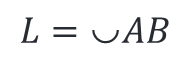 L = ◡AB